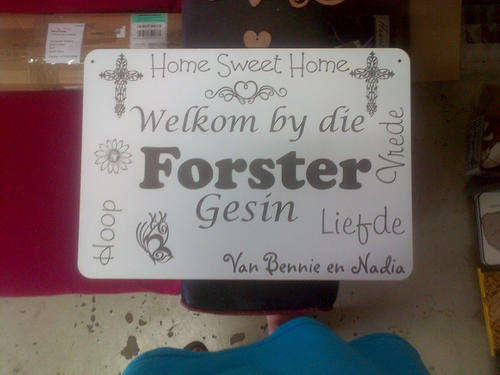 Home Sweet Home
Welkom by die
Forster
Gesin
Vrede
Hoop
Liefde
Van Bennie en Nadia